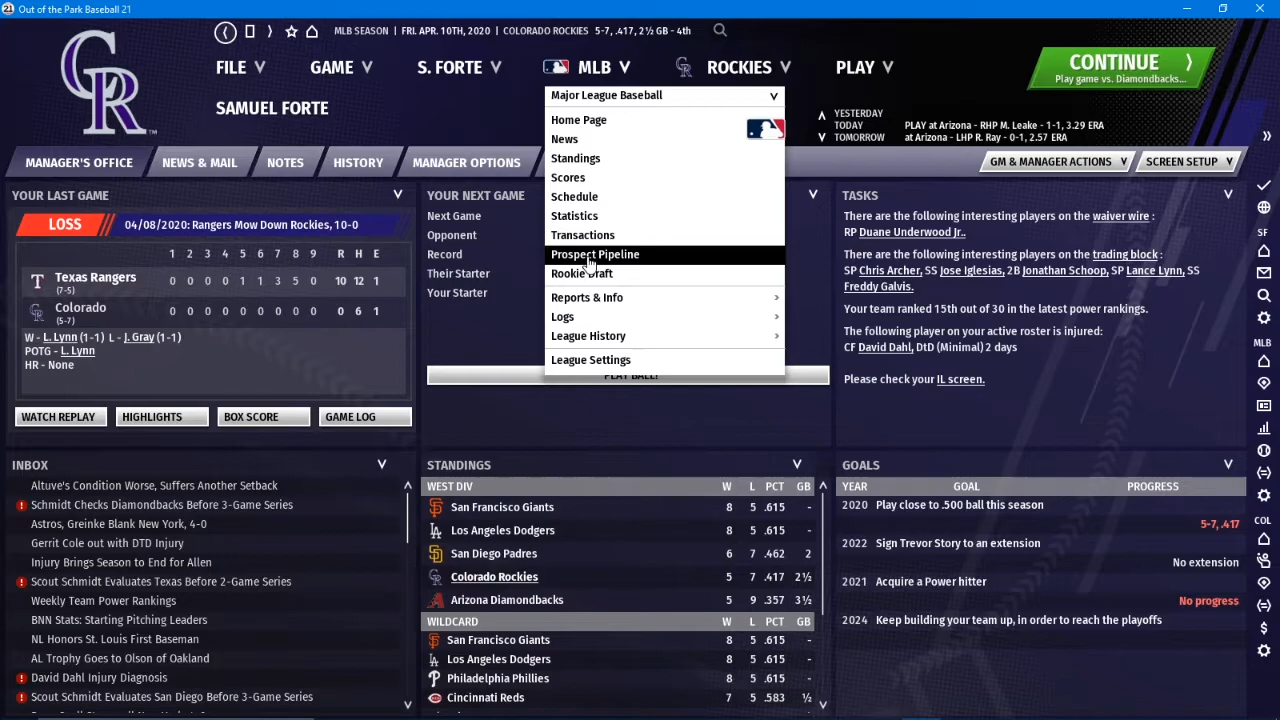 Out of the Park Baseball 21
MLB SEASON | FRI. APR. 10TH, 2020 | COLORADO ROCKIES 5-7, .417, 2½ GB - 4th
FILE GAME S. FORTE MLB ROCKIES PLAY
CONTINUE
Play game vs. Diamondbacks...
SAMUEL FORTE
YESTERDAY
TODAY PLAY at Arizona - RHP M. Leake - 1-1, 3.29 ERA
TOMORROW at Arizona - LHP R. Ray - 0-1, 2.57 ERA
MANAGER'S OFFICE NEWS & MAIL NOTES HISTORY MANAGER OPTIONS
GM & MANAGER ACTIONS SCREEN SETUP
Major League Baseball
Home Page
News
Standings
Scores
Schedule
Statistics
Transactions
Prospect Pipeline
Rookie Draft
Reports & Info
Logs
League History
League Settings
YOUR LAST GAME
LOSS 04/08/2020: Rangers Mow Down Rockies, 10-0
1 2 3 4 5 6 7 8 9 R H E
Texas Rangers 0 0 0 0 1 1 3 5 0 10 12 1
(7-5)
Colorado 0 0 0 0 0 0 0 0 0 0 6 1
(5-7)
W - L. Lynn (1-1) L - J. Gray (1-1)
POTG - L. Lynn
HR - None
WATCH REPLAY HIGHLIGHTS BOX SCORE GAME LOG
YOUR NEXT GAME
Next Game
Opponent
Record
Their Starter
Your Starter
PLAY BALL!
TASKS
There are the following interesting players on the waiver wire :
RP Duane Underwood Jr..
There are the following interesting players on the trading block :
SP Chris Archer, SS Jose Iglesias, 2B Jonathan Schoop, SP Lance Lynn, SS
Freddy Galvis.
Your team ranked 15th out of 30 in the latest power rankings.
The following player on your active roster is injured:
CF David Dahl, DtD (Minimal) 2 days
Please check your IL screen.
SF
MLB
COL
INBOX
Altuve's Condition Worse, Suffers Another Setback
Schmidt Checks Diamondbacks Before 3-Game Series
Astros, Greinke Blank New York, 4-0
Gerrit Cole out with DTD Injury
Injury Brings Season to End for Allen
Scout Schmidt Evaluates Texas Before 2-Game Series
Weekly Team Power Rankings
BNN Stats: Starting Pitching Leaders
NL Honors St. Louis First Baseman
AL Trophy Goes to Olson of Oakland
David Dahl Injury Diagnosis
Scout Schmidt Evaluates San Diego Before 3-Game Series
STANDINGS
WEST DIV W L PCT GB
San Francisco Giants 8 5 .615 -
Los Angeles Dodgers 8 5 .615 -
San Diego Padres 6 7 .462 2
Colorado Rockies 5 7 .417 2½
Arizona Diamondbacks 5 9 .357 3½
WILDCARD W L PCT GB
San Francisco Giants 8 5 .615 -
Los Angeles Dodgers 8 5 .615 -
Philadelphia Phillies 8 5 .615 -
Cincinnati Reds 7 5 .583 ½
GOALS
YEAR GOAL PROGRESS
2020 Play close to .500 ball this season
5-7, .417
2022 Sign Trevor Story to an extension
No extension
2021 Acquire a Power hitter
No progress
2024 Keep building your team up, in order to reach the playoffs